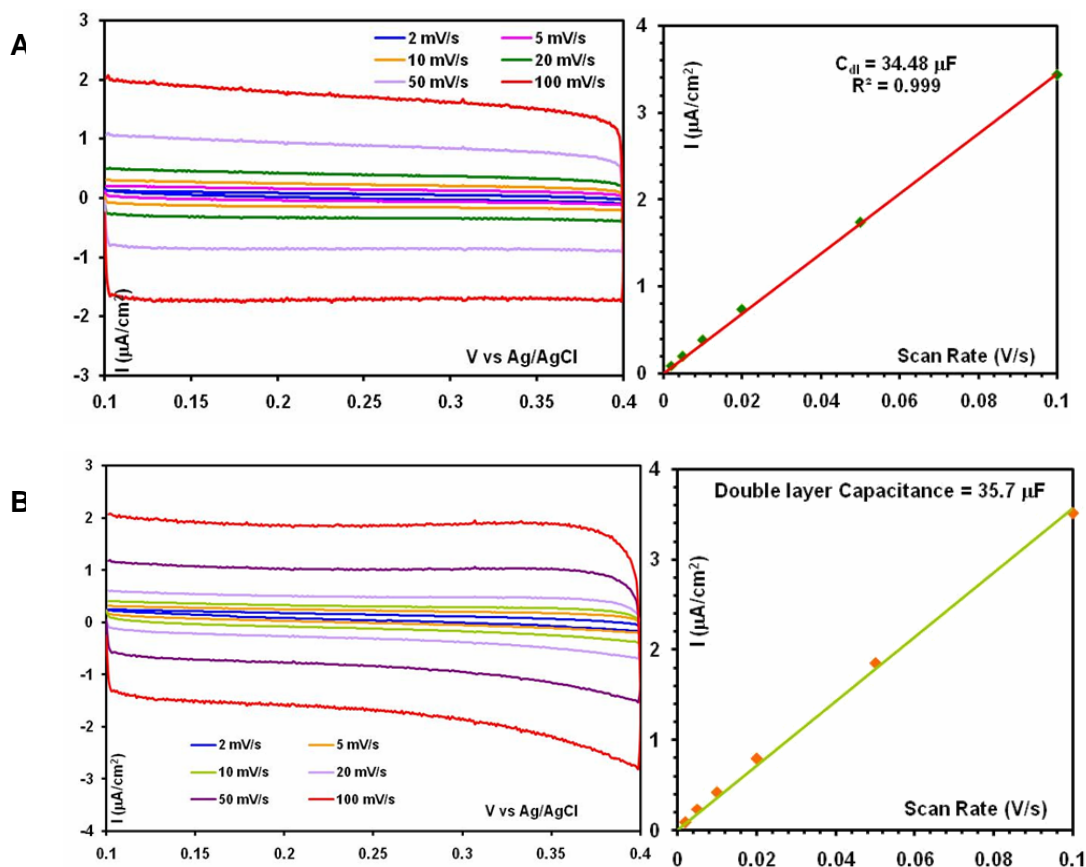 A
3
2
1
0
-1
-2
-3
2 mV/s 5 mV/s
10 mV/s 20 mV/s
50 mV/s 100 mV/s
I (µA/cm²)
V vs Ag/AgCl
0.1 0.15 0.2 0.25 0.3 0.35 0.4
4
3
2
1
0
I (µA/cm²)
C_dl = 34.48 µF
R² = 0.999
Scan Rate (V/s)
0 0.02 0.04 0.06 0.08 0.1
B
3
2
1
0
-1
-2
-3
-4
2 mV/s 5 mV/s
10 mV/s 20 mV/s
50 mV/s 100 mV/s
I (µA/cm²)
V vs Ag/AgCl
0.1 0.15 0.2 0.25 0.3 0.35 0.4
4
3
2
1
0
Double layer Capacitance = 35.7 µF
I (µA/cm²)
Scan Rate (V/s)
0 0.02 0.04 0.06 0.08 0.1